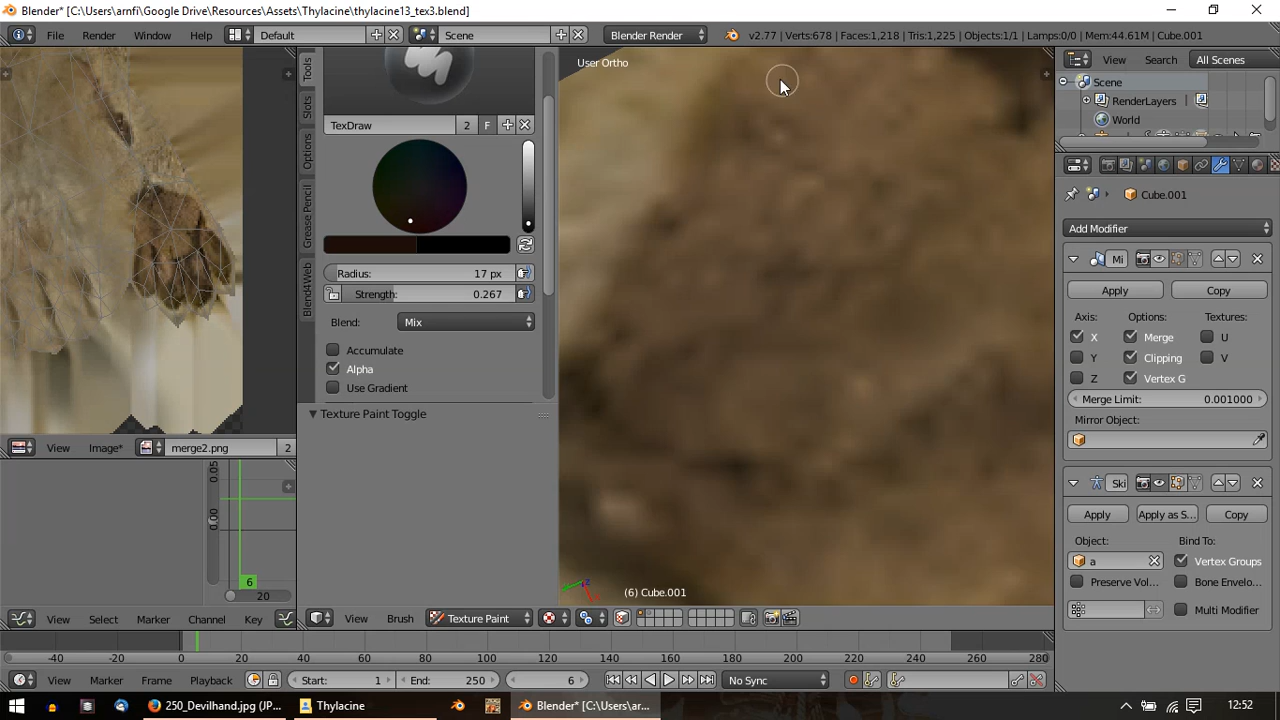 Blender* [C:\Users\arnfi\Google Drive\Resources\Assets\Thylacine\thylacine13_tex3.blend]
File Render Window Help Default Scene Blender Render v2.77 | Verts:678 | Faces:1,218 | Tris:1,225 | Objects:1/1 | Lamps:0/0 | Mem:44.61M | Cube.001
User Ortho
View Search All Scenes
Scene
RenderLayers
World
Tools
Slots
Options
Grease Pencil
Blend4Web
TexDraw 2 F
Radius: 17 px
Strength: 0.267
Blend: Mix
Accumulate
Alpha
Use Gradient
Texture Paint Toggle
Cube.001
Add Modifier
Mi
Apply Copy
Axis: Options: Textures:
X Merge U
Y Clipping V
Z Vertex G
Merge Limit: 0.001000
Mirror Object:
Ski
Apply Apply as S... Copy
Object: Bind To:
a Vertex Groups
Preserve Vol... Bone Envelo...
Multi Modifier
View Image* merge2.png 2
0.05
0.00
6
20
z
(6) Cube.001
View Select Marker Channel Key
View Brush Texture Paint
-40 -20 0 20 40 60 80 100 120 140 160 180 200 220 240 260 280
View Marker Frame Playback Start: 1 End: 250 6 No Sync
250_Devilhand.jpg (JP... Thylacine Blender* [C:\Users\ar... 12:52